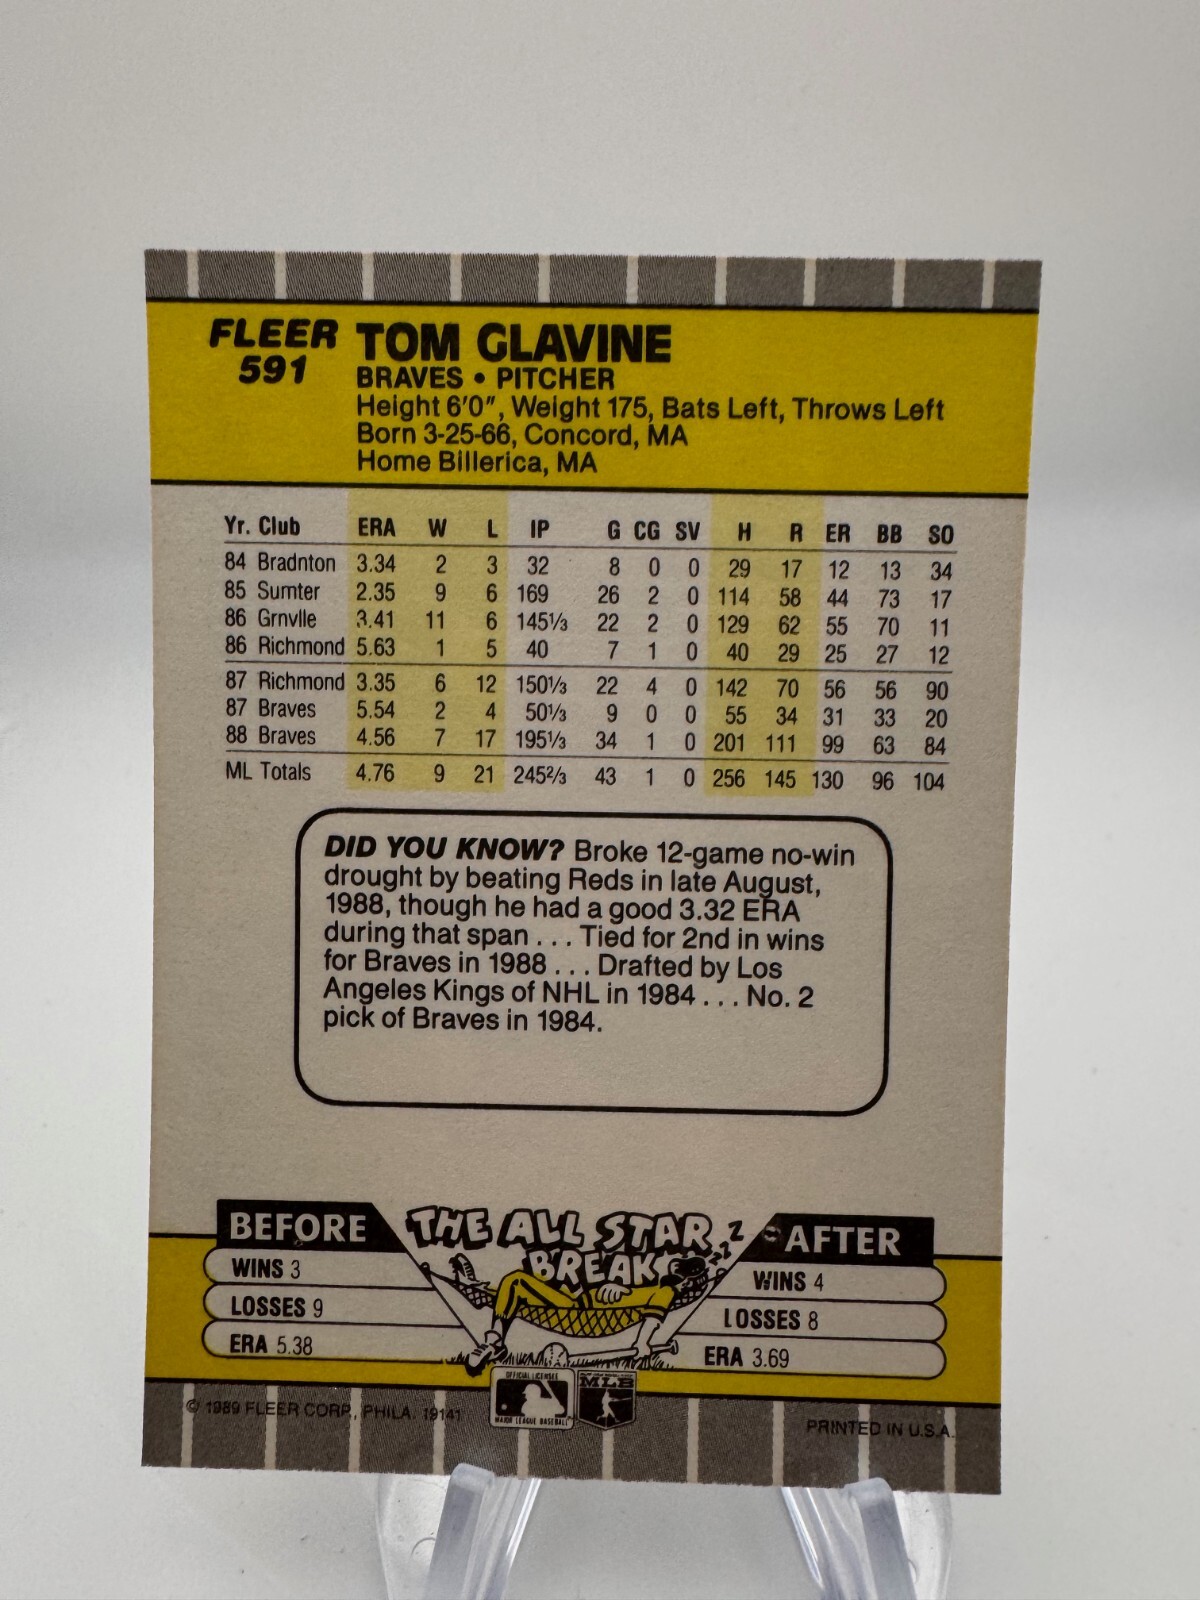 FLEER
591
TOM GLAVINE
BRAVES • PITCHER
Height 6'0", Weight 175, Bats Left, Throws Left
Born 3-25-66, Concord, MA
Home Billerica, MA
Yr. Club ERA W L IP G CG SV H R ER BB SO
84 Bradnton 3.34 2 3 32 8 0 0 29 17 12 13 34
85 Sumter 2.35 9 6 169 26 2 0 114 58 44 73 17
86 Grnvlle 3.41 11 6 145⅓ 22 2 0 129 62 55 70 11
86 Richmond 5.63 1 5 40 7 1 0 40 29 25 27 12
87 Richmond 3.35 6 12 150⅓ 22 4 0 142 70 56 56 90
87 Braves 5.54 2 4 50⅓ 9 0 0 55 34 31 33 20
88 Braves 4.56 7 17 195⅓ 34 1 0 201 111 99 63 84
ML Totals 4.76 9 21 245⅔ 43 1 0 256 145 130 96 104
DID YOU KNOW? Broke 12-game no-win
drought by beating Reds in late August,
1988, though he had a good 3.32 ERA
during that span . . . Tied for 2nd in wins
for Braves in 1988 . . . Drafted by Los
Angeles Kings of NHL in 1984 . . . No. 2
pick of Braves in 1984.
BEFORE
WINS 3
LOSSES 9
ERA 5.38
THE ALL STAR
BREAK
ZZZ
AFTER
WINS 4
LOSSES 8
ERA 3.69
OFFICIAL LICENSEE
MAJOR LEAGUE BASEBALL
MLB
© 1989 FLEER CORP., PHILA. 19141
PRINTED IN U.S.A.